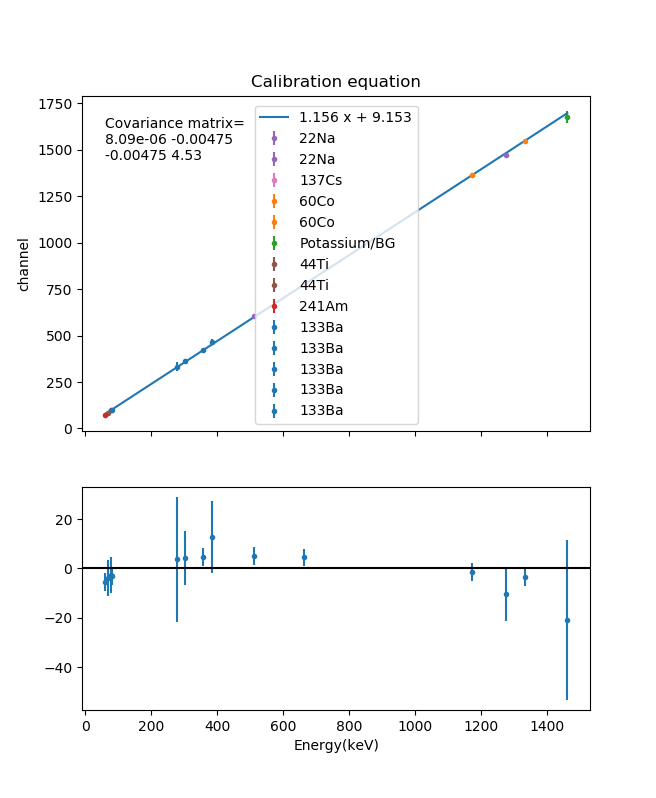 Calibration equation
1750
1500
1250
1000
750
500
250
0
channel
Covariance matrix=
8.09e-06 -0.00475
-0.00475 4.53
1.156 x + 9.153
22Na
22Na
137Cs
60Co
60Co
Potassium/BG
44Ti
44Ti
241Am
133Ba
133Ba
133Ba
133Ba
133Ba
20
0
−20
−40
0 200 400 600 800 1000 1200 1400
Energy(keV)